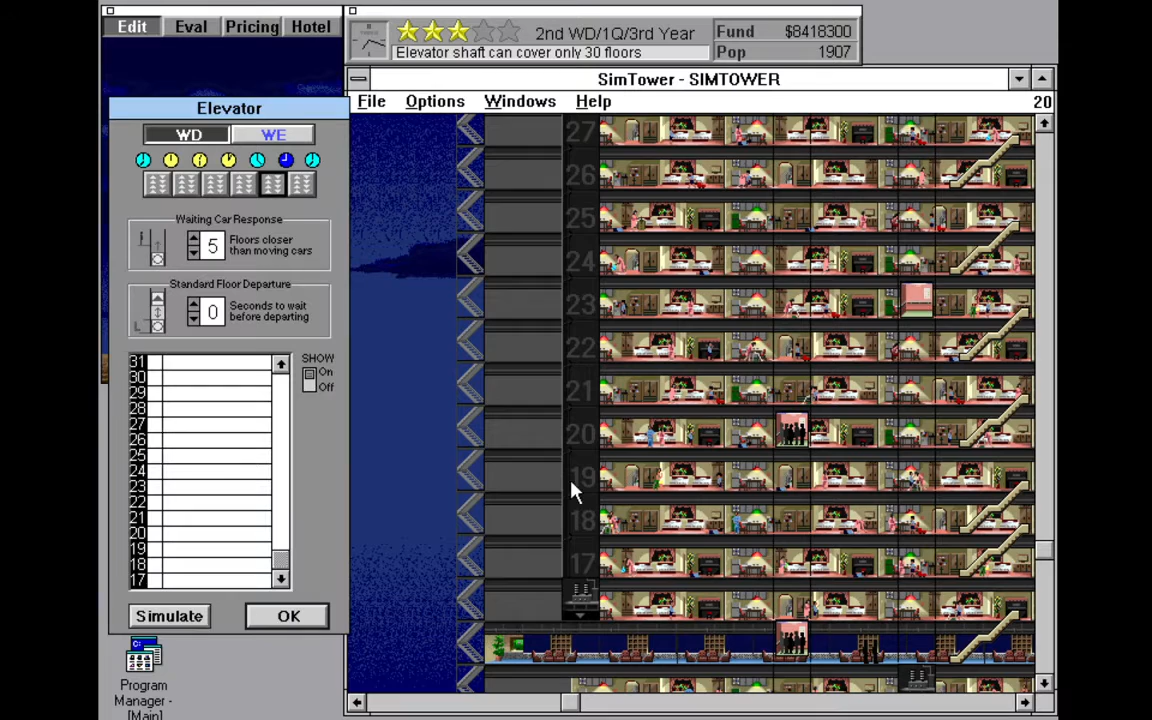 Edit Eval Pricing Hotel
2nd WD/1Q/3rd Year
Elevator shaft can cover only 30 floors
Fund $8418300
Pop 1907
SimTower - SIMTOWER
File Options Windows Help 20
Elevator
WD WE
Waiting Car Response
5 Floors closer
than moving cars
Standard Floor Departure
0 Seconds to wait
before departing
SHOW
On
Off
31
30
29
28
27
26
25
24
23
22
21
20
19
18
17
Simulate OK
27
26
25
24
23
22
21
20
19
18
17
Program
Manager -
[Main]